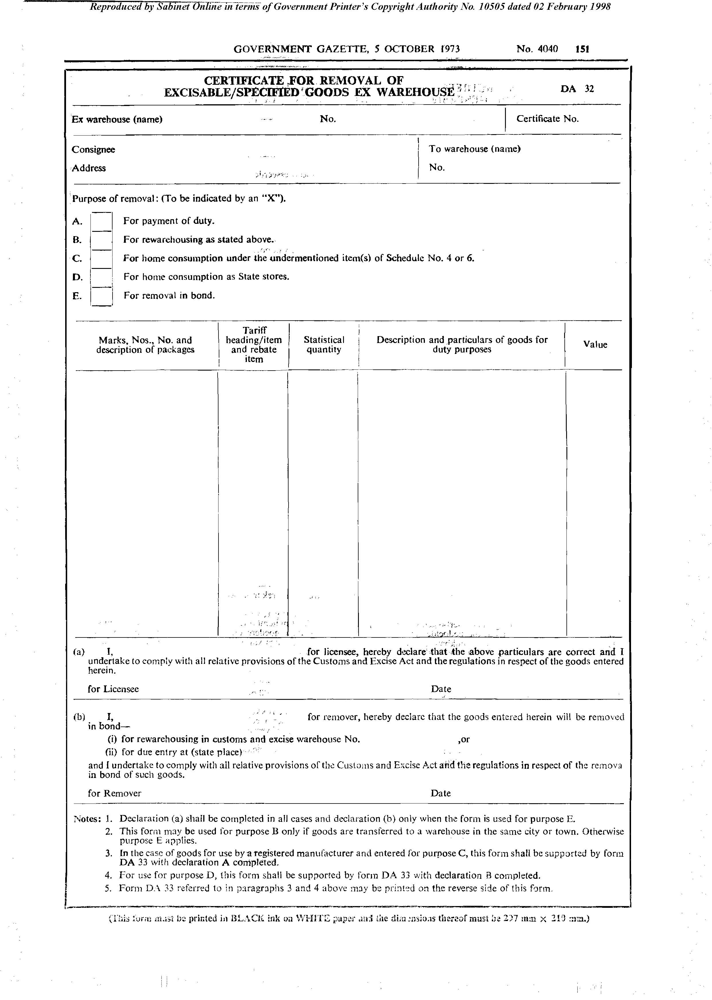 Reproduced by Sabinet Online in terms of Government Printer's Copyright Authority No. 10505 dated 02 February 1998
GOVERNMENT GAZETTE, 5 OCTOBER 1973 No. 4040 151
CERTIFICATE FOR REMOVAL OF
EXCISABLE/SPECIFIED GOODS EX WAREHOUSE DA 32
Ex warehouse (name) No. Certificate No.
Consignee To warehouse (name)
Address No.
Purpose of removal: (To be indicated by an "X").
A. For payment of duty.
B. For rewarehousing as stated above.
C. For home consumption under the undermentioned item(s) of Schedule No. 4 or 6.
D. For home consumption as State stores.
E. For removal in bond.
Marks, Nos., No. and
description of packages
Tariff
heading/item
and rebate
item
Statistical
quantity
Description and particulars of goods for
duty purposes
Value
(a) I, for licensee, hereby declare that the above particulars are correct and I
undertake to comply with all relative provisions of the Customs and Excise Act and the regulations in respect of the goods entered
herein.
for Licensee Date
(b) I, for remover, hereby declare that the goods entered herein will be removed
in bond—
(i) for rewarehousing in customs and excise warehouse No. ,or
(ii) for due entry at (state place)
and I undertake to comply with all relative provisions of the Customs and Excise Act and the regulations in respect of the remova
in bond of such goods.
for Remover Date
Notes: 1. Declaration (a) shall be completed in all cases and declaration (b) only when the form is used for purpose E.
2. This form may be used for purpose B only if goods are transferred to a warehouse in the same city or town. Otherwise
purpose E applies.
3. In the case of goods for use by a registered manufacturer and entered for purpose C, this form shall be supported by form
DA 33 with declaration A completed.
4. For use for purpose D, this form shall be supported by form DA 33 with declaration B completed.
5. Form DA 33 referred to in paragraphs 3 and 4 above may be printed on the reverse side of this form.
(This form must be printed in BLACK ink on WHITE paper and the dimensions thereof must be 297 mm × 210 mm.)